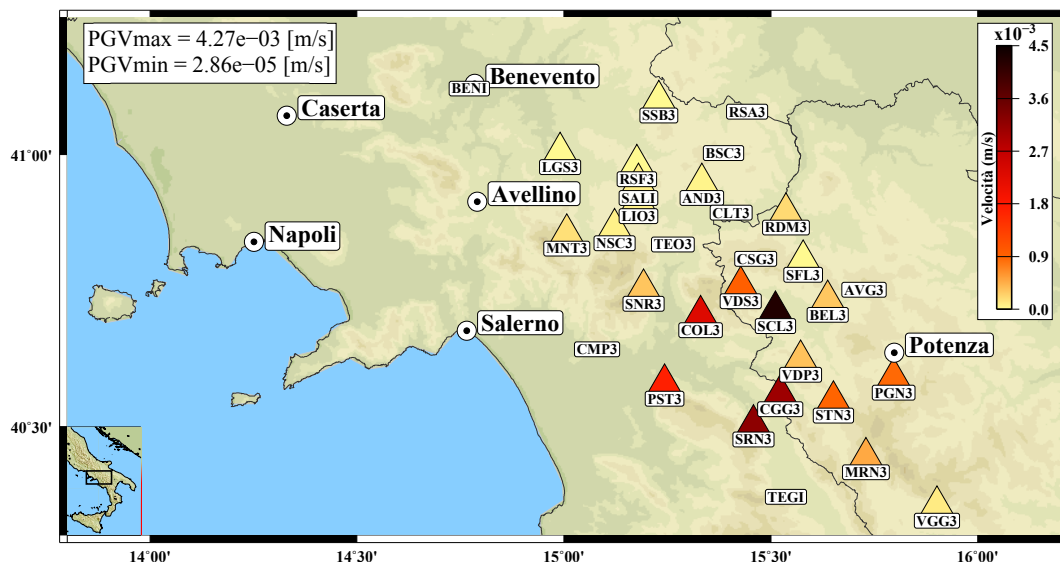 PGVmax = 4.27e−03 [m/s]
PGVmin = 2.86e−05 [m/s]
x10⁻³
4.5
3.6
2.7
1.8
0.9
0.0
Velocità (m/s)
Benevento
BENI
Caserta
SSB3
RSA3
41°00'
LGS3
BSC3
RSF3
Avellino
SALI
AND3
LIO3
CLT3
RDM3
Napoli
MNT3
NSC3
TEO3
CSG3
SFL3
AVG3
SNR3
VDS3
BEL3
Salerno
COL3
SCL3
CMP3
Potenza
VDP3
PST3
PGN3
CGG3
STN3
40°30'
SRN3
MRN3
TEGI
VGG3
14°00'
14°30'
15°00'
15°30'
16°00'